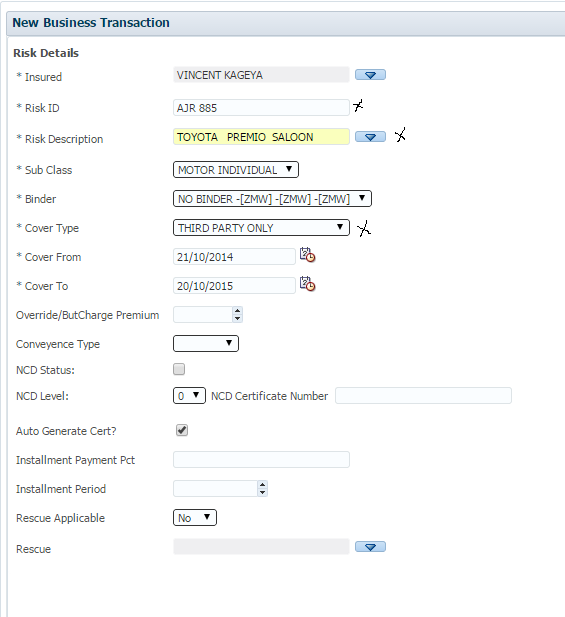 New Business Transaction
Risk Details
* Insured VINCENT KAGEYA
* Risk ID AJR 885
* Risk Description TOYOTA PREMIO SALOON
* Sub Class MOTOR INDIVIDUAL
* Binder NO BINDER -[ZMW] -[ZMW] -[ZMW]
* Cover Type THIRD PARTY ONLY
* Cover From 21/10/2014
* Cover To 20/10/2015
Override/ButCharge Premium
Conveyence Type
NCD Status:
NCD Level: 0 NCD Certificate Number
Auto Generate Cert?
Installment Payment Pct
Installment Period
Rescue Applicable No
Rescue